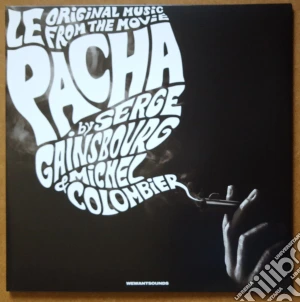 LE ORIGINAL MUSIC
FROM THE MOVIE
PACHA
by SERGE
GAINSBOURG
& MICHEL
COLOMBIER
WEWANTSOUNDS